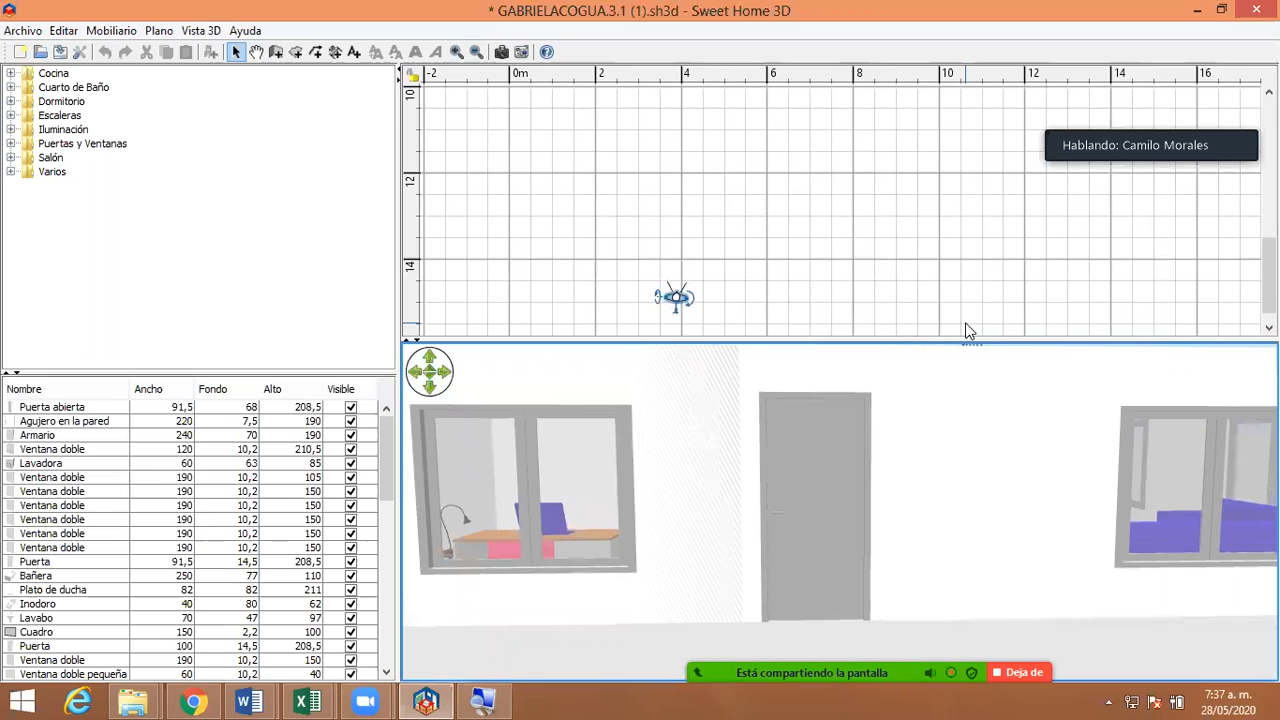 * GABRIELACOGUA.3.1 (1).sh3d - Sweet Home 3D
Archivo Editar Mobiliario Plano Vista 3D Ayuda
-2 0m 2 4 6 8 10 12 14 16
10
12
14
Hablando: Camilo Morales
Cocina
Cuarto de Baño
Dormitorio
Escaleras
Iluminación
Puertas y Ventanas
Salón
Varios
Nombre Ancho Fondo Alto Visible
Puerta abierta 91,5 68 208,5
Agujero en la pared 220 7,5 190
Armario 240 70 190
Ventana doble 120 10,2 210,5
Lavadora 60 63 85
Ventana doble 190 10,2 105
Ventana doble 190 10,2 150
Ventana doble 190 10,2 150
Ventana doble 190 10,2 150
Ventana doble 190 10,2 150
Ventana doble 190 10,2 150
Puerta 91,5 14,5 208,5
Bañera 250 77 110
Plato de ducha 82 82 211
Inodoro 40 80 62
Lavabo 70 47 97
Cuadro 150 2,2 100
Puerta 100 14,5 208,5
Ventana doble 190 10,2 150
Ventana doble pequeña 60 10,2 40
Está compartiendo la pantalla Deja de
7:37 a. m.
28/05/2020